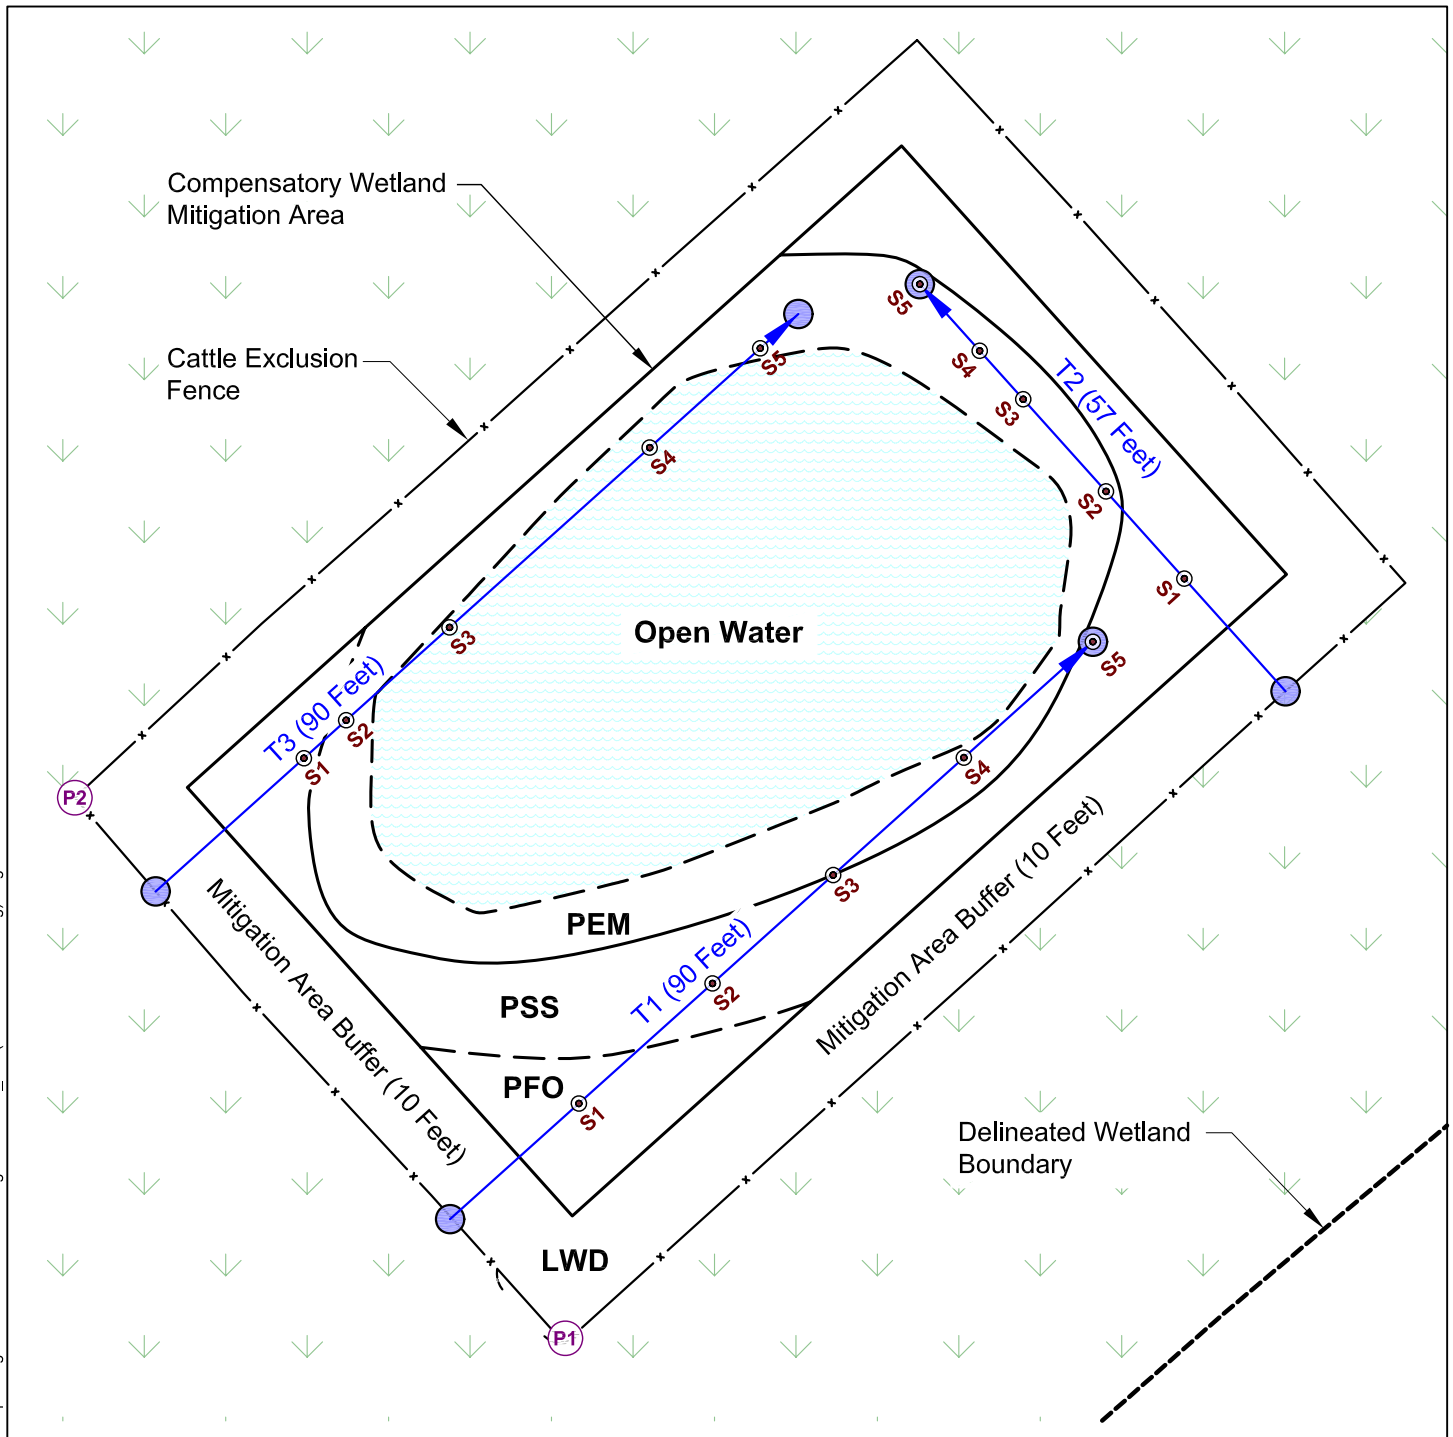 Compensatory Wetland
Mitigation Area
Cattle Exclusion
Fence
S5
S5
S4
S3
T2 (57 Feet)
S4
S2
S1
Open Water
S3
S5
T3 (90 Feet)
S2
S1
S4
P2
Mitigation Area Buffer (10 Feet)
PEM
S3
Mitigation Area Buffer (10 Feet)
T1 (90 Feet)
S2
PSS
PFO
S1
Delineated Wetland
Boundary
LWD
P1